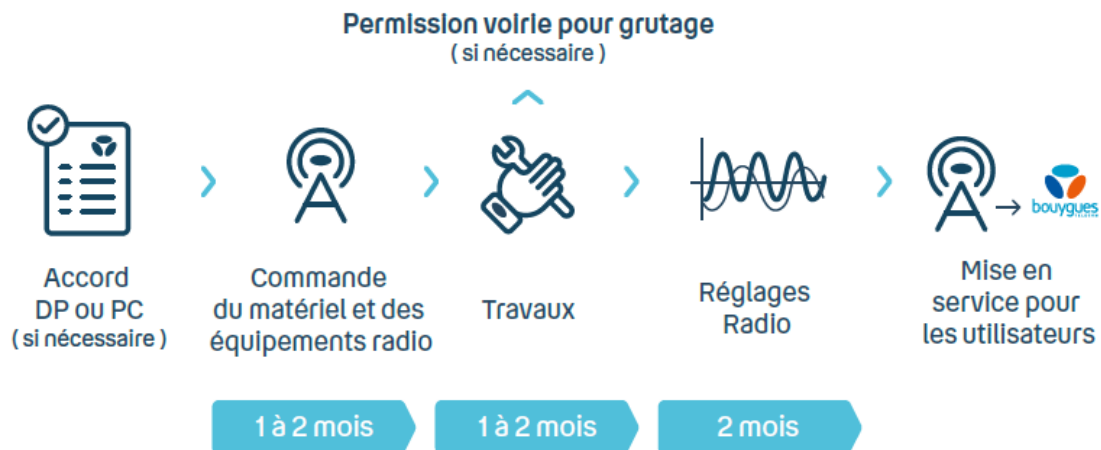 Permission voirie pour grutage
( si nécessaire )
bouygues
Accord
DP ou PC
( si nécessaire )
Commande
du matériel et des
équipements radio
Travaux
Réglages
Radio
Mise en
service pour
les utilisateurs
1 à 2 mois
1 à 2 mois
2 mois